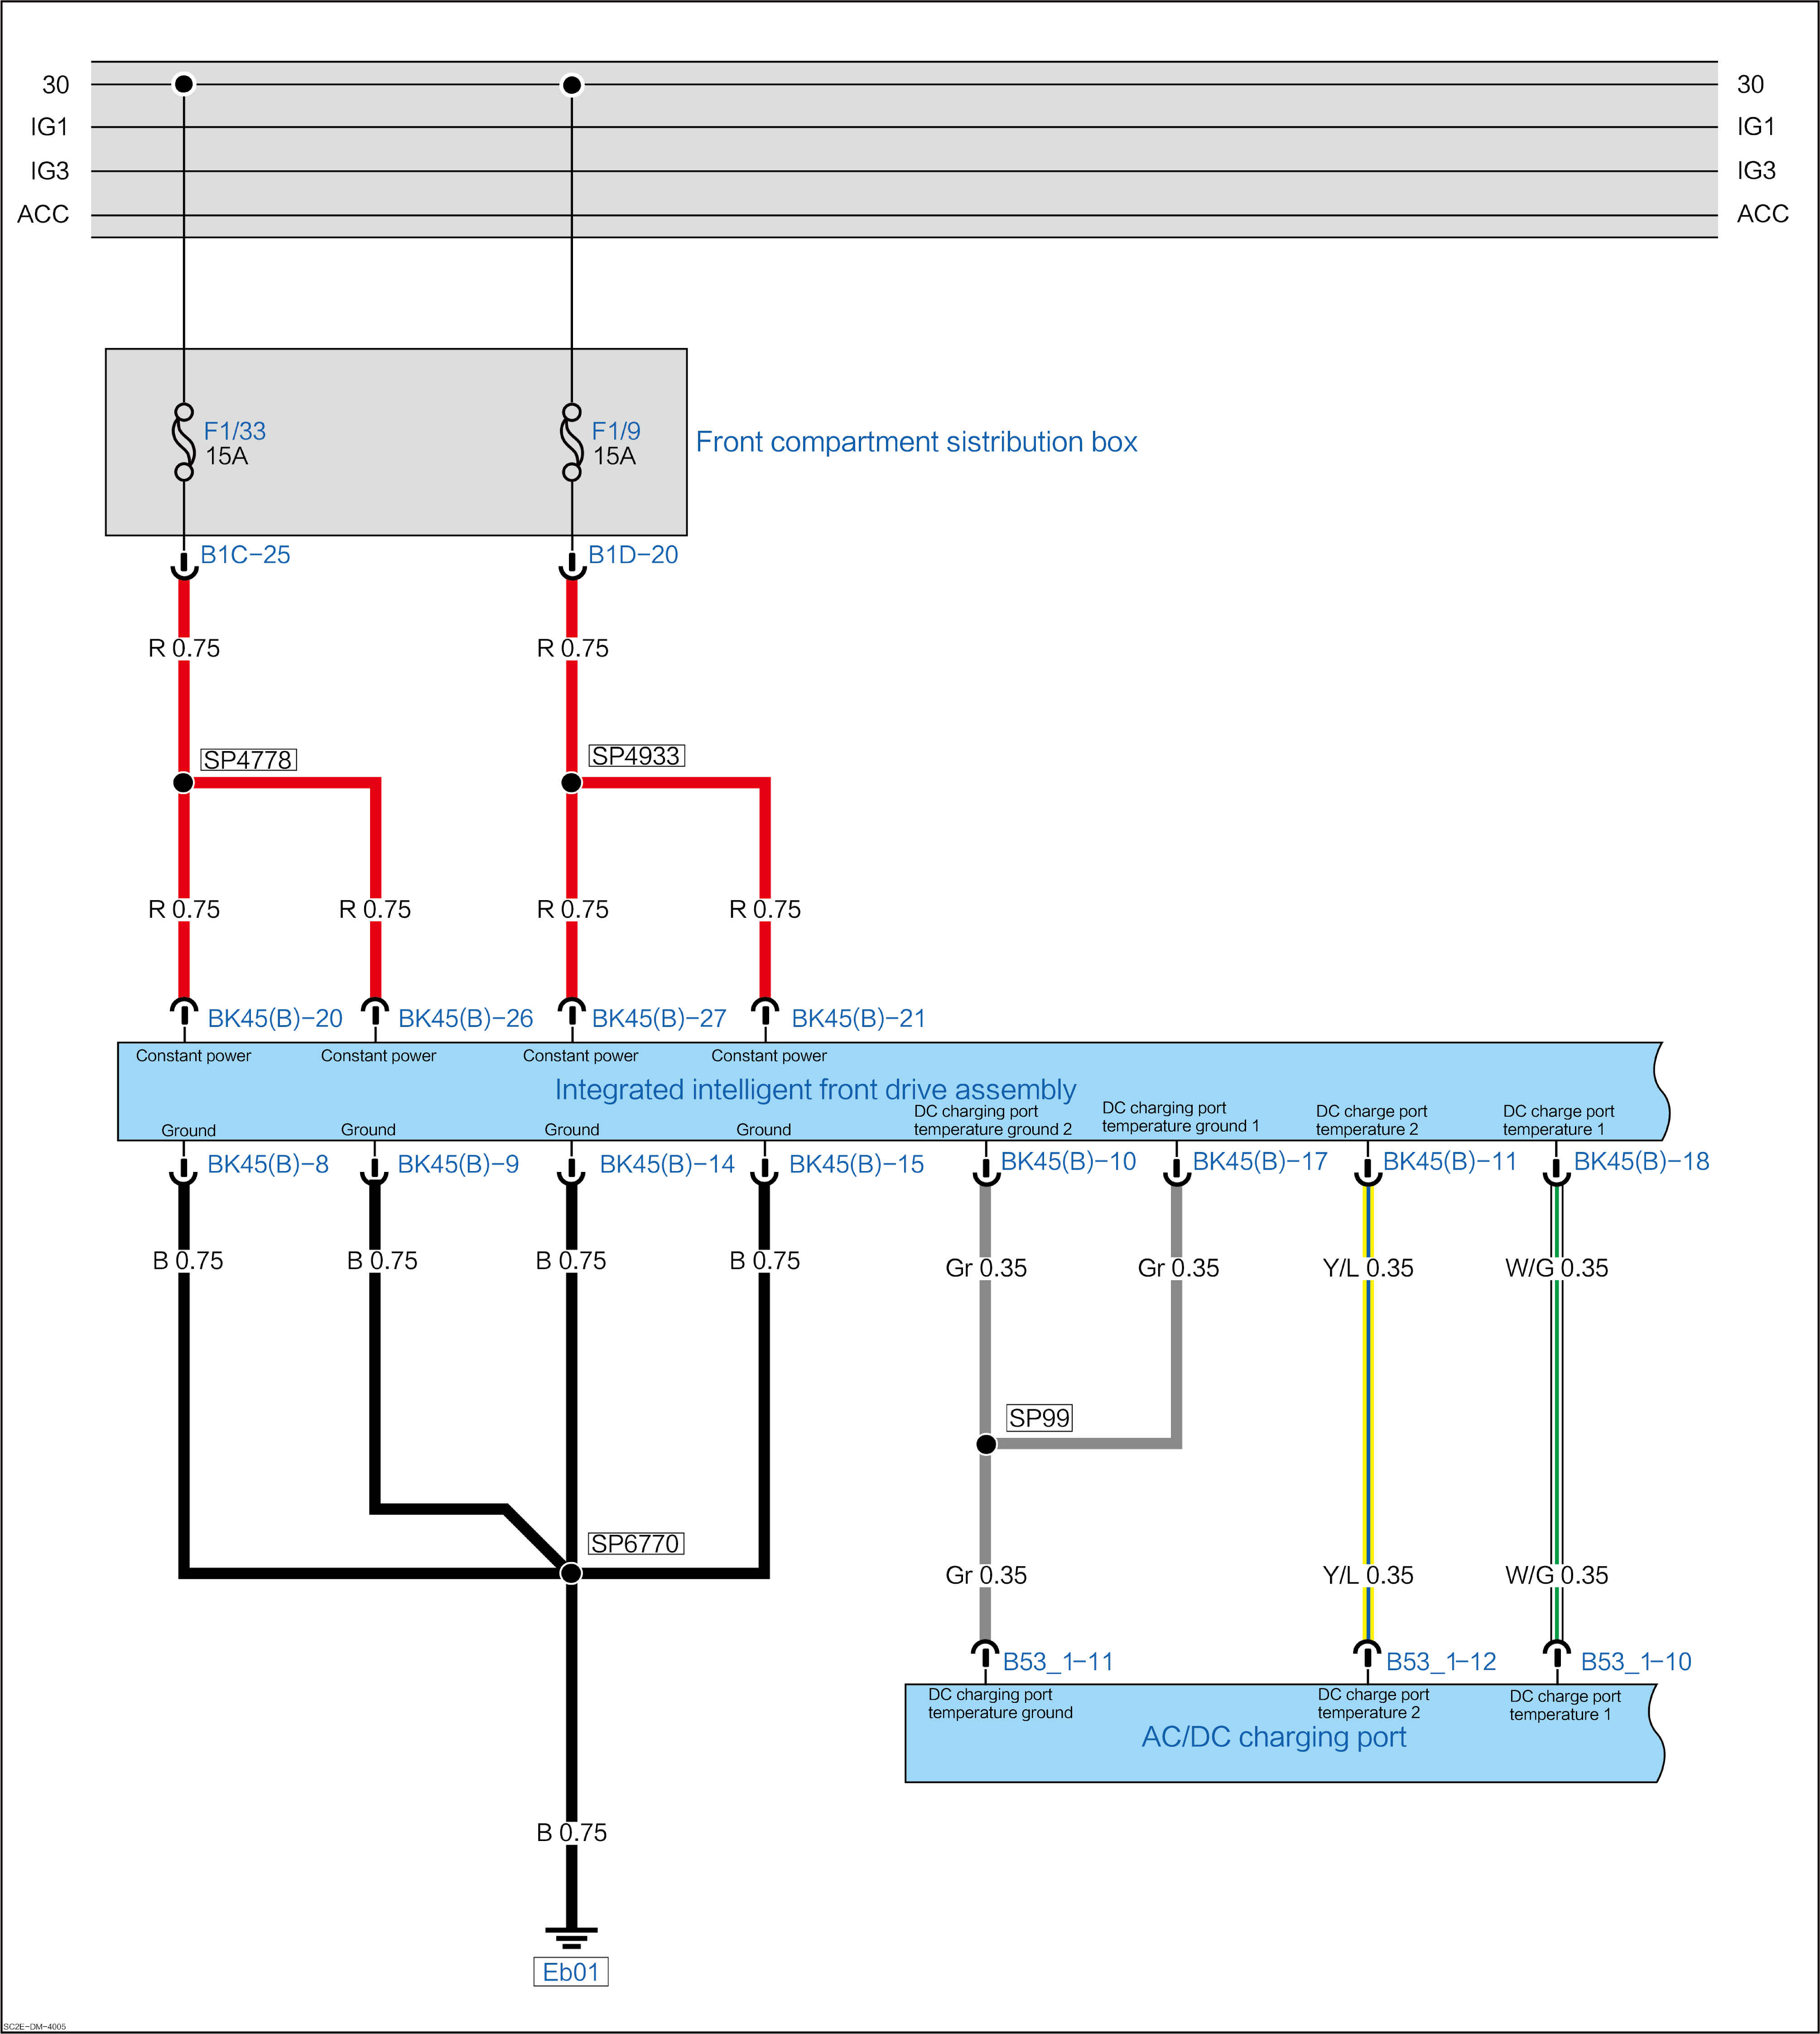 30
30
IG1
IG1
IG3
IG3
ACC
ACC
F1/33
15A
F1/9
15A
Front compartment sistribution box
B1C-25
B1D-20
R 0.75
R 0.75
SP4778
SP4933
R 0.75
R 0.75
R 0.75
R 0.75
BK45(B)-20
BK45(B)-26
BK45(B)-27
BK45(B)-21
Constant power
Constant power
Constant power
Constant power
Integrated intelligent front drive assembly
Ground
Ground
Ground
Ground
DC charging port
temperature ground 2
DC charging port
temperature ground 1
DC charge port
temperature 2
DC charge port
temperature 1
BK45(B)-8
BK45(B)-9
BK45(B)-14
BK45(B)-15
BK45(B)-10
BK45(B)-17
BK45(B)-11
BK45(B)-18
B 0.75
B 0.75
B 0.75
B 0.75
Gr 0.35
Gr 0.35
Y/L 0.35
W/G 0.35
SP99
SP6770
Gr 0.35
Y/L 0.35
W/G 0.35
B53_1-11
B53_1-12
B53_1-10
DC charging port
temperature ground
DC charge port
temperature 2
DC charge port
temperature 1
AC/DC charging port
B 0.75
Eb01
SC2E-DM-4005